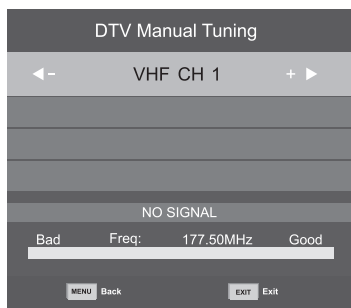 DTV Manual Tuning
- VHF CH 1 +
NO SIGNAL
Bad Freq: 177.50MHz Good
MENU Back EXIT Exit